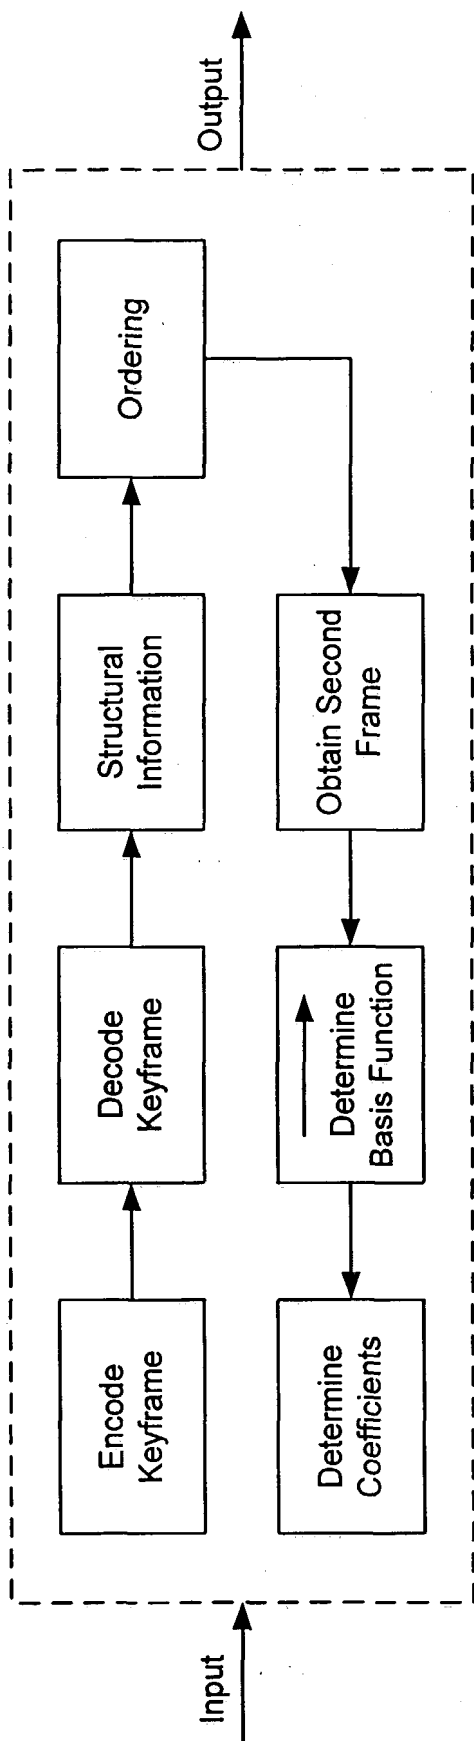 Input
Encode
Keyframe
Decode
Keyframe
Structural
Information
Ordering
Obtain Second
Frame
Determine
Basis Function
Determine
Coefficients
Output